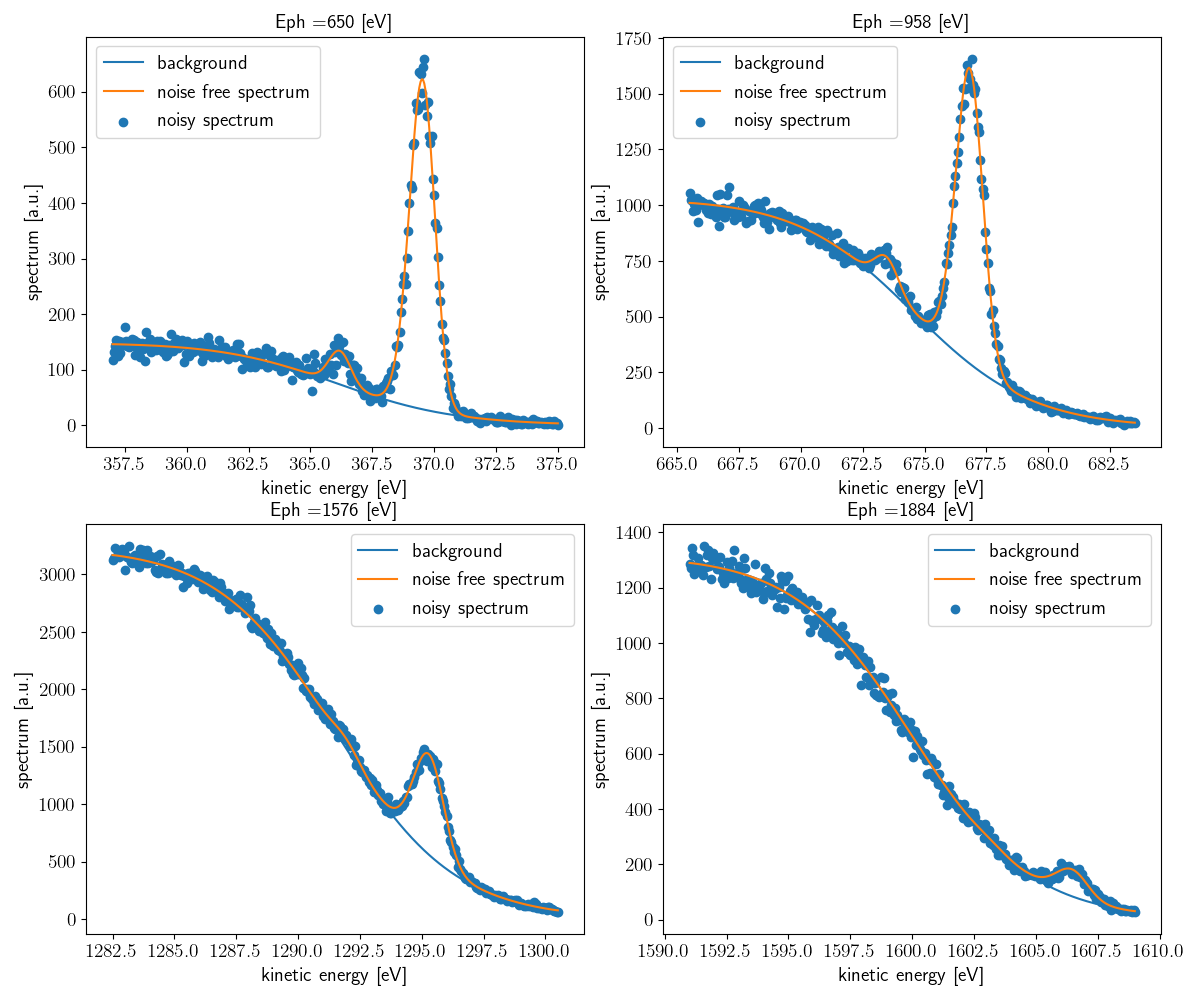 Eph =650 [eV]
600
500
400
300
200
100
0
spectrum [a.u.]
background
noise free spectrum
noisy spectrum
357.5 360.0 362.5 365.0 367.5 370.0 372.5 375.0
kinetic energy [eV]
Eph =958 [eV]
1750
1500
1250
1000
750
500
250
0
spectrum [a.u.]
background
noise free spectrum
noisy spectrum
665.0 667.5 670.0 672.5 675.0 677.5 680.0 682.5
kinetic energy [eV]
Eph =1576 [eV]
3000
2500
2000
1500
1000
500
0
spectrum [a.u.]
background
noise free spectrum
noisy spectrum
1282.5 1285.0 1287.5 1290.0 1292.5 1295.0 1297.5 1300.0
kinetic energy [eV]
Eph =1884 [eV]
1400
1200
1000
800
600
400
200
0
spectrum [a.u.]
background
noise free spectrum
noisy spectrum
1590.0 1592.5 1595.0 1597.5 1600.0 1602.5 1605.0 1607.5 1610.0
kinetic energy [eV]